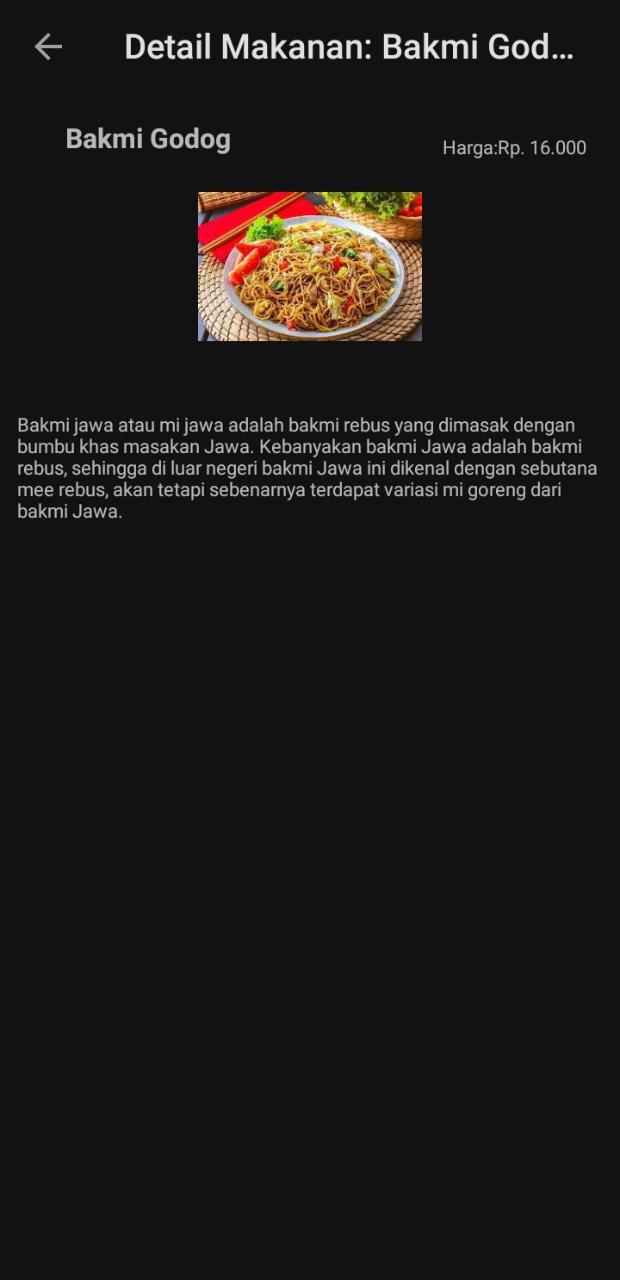 Detail Makanan: Bakmi God...
Bakmi Godog
Harga:Rp. 16.000
Bakmi jawa atau mi jawa adalah bakmi rebus yang dimasak dengan
bumbu khas masakan Jawa. Kebanyakan bakmi Jawa adalah bakmi
rebus, sehingga di luar negeri bakmi Jawa ini dikenal dengan sebutana
mee rebus, akan tetapi sebenarnya terdapat variasi mi goreng dari
bakmi Jawa.